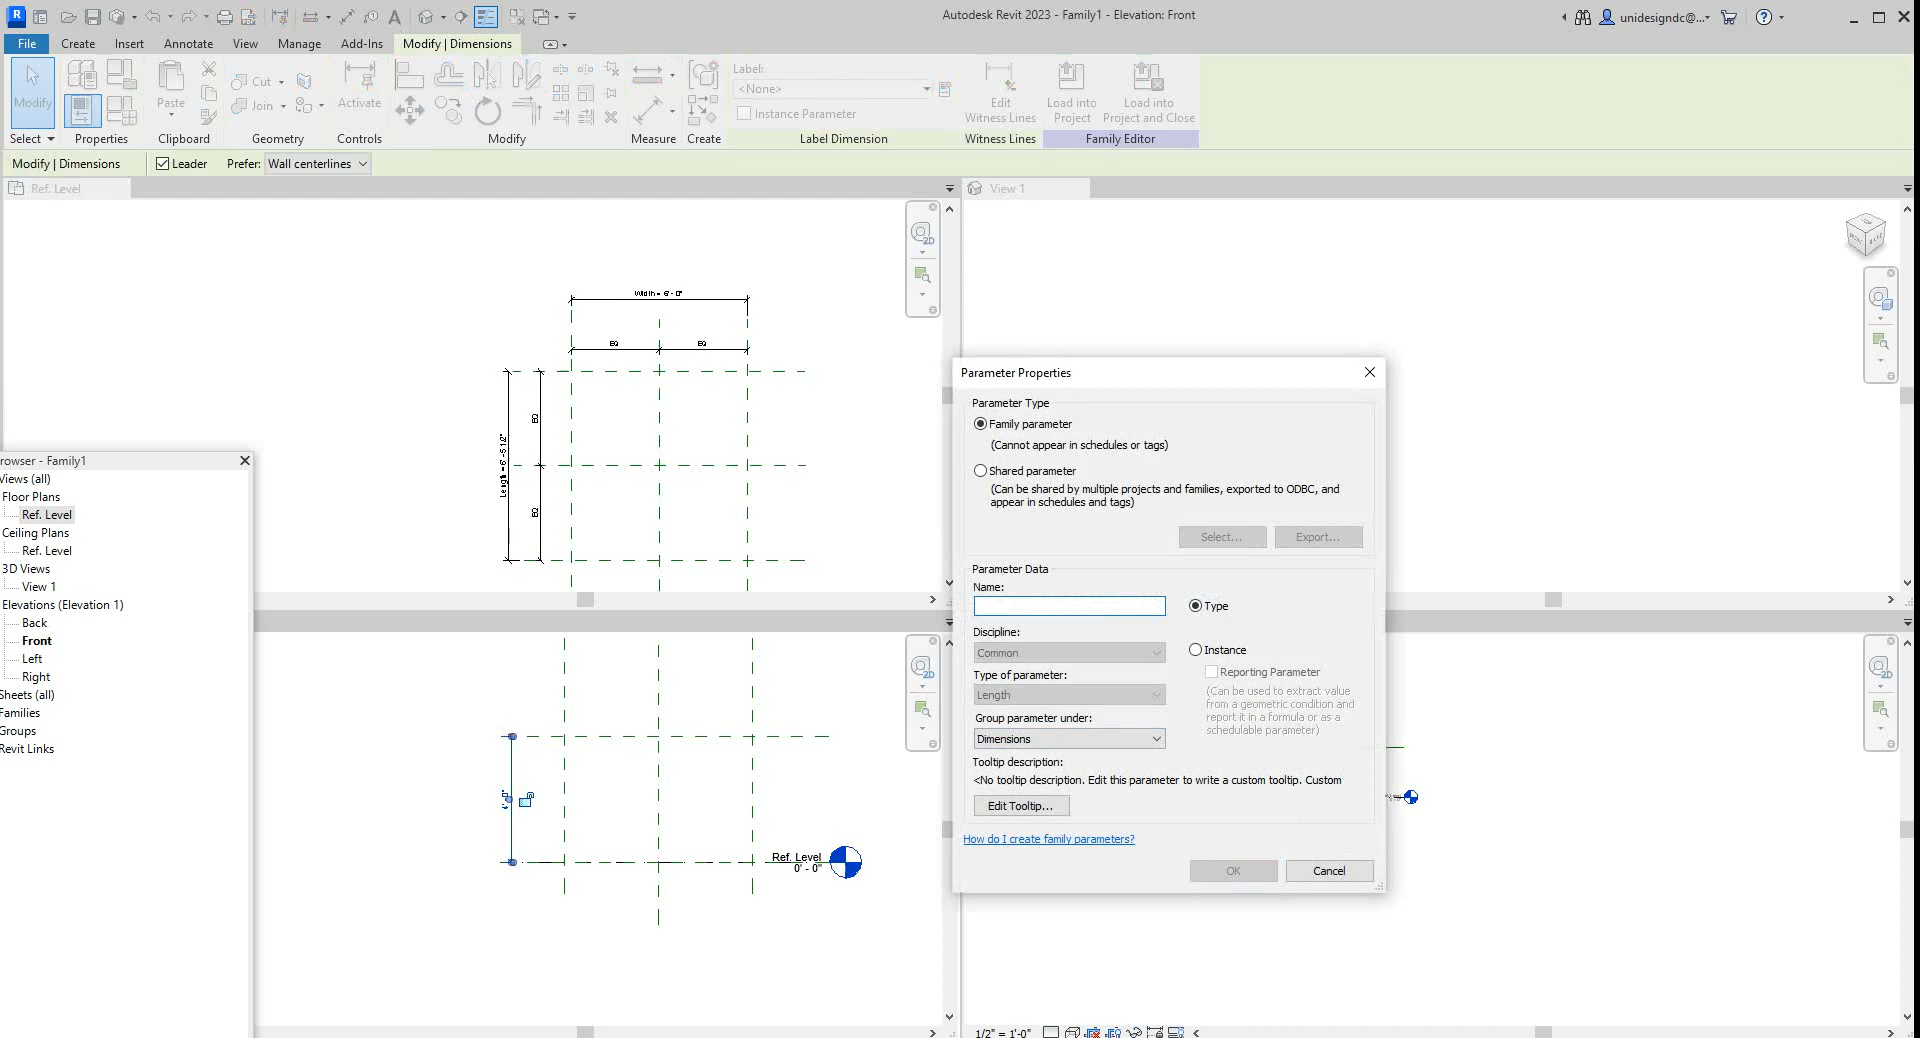 Autodesk Revit 2023 - Family1 - Elevation: Front
unidesigndc@...
File Create Insert Annotate View Manage Add-Ins Modify | Dimensions
Modify
Paste
Cut
Join
Activate
Label:
<None>
Instance Parameter
Edit
Witness Lines
Load into
Project
Load into
Project and Close
Select Properties Clipboard Geometry Controls Modify Measure Create Label Dimension Witness Lines Family Editor
Modify | Dimensions Leader Prefer: Wall centerlines
Ref. Level
View 1
Width = 6' - 0"
EQ EQ
EQ
EQ
rowser - Family1
Views (all)
Floor Plans
Ref. Level
Ceiling Plans
Ref. Level
3D Views
View 1
Elevations (Elevation 1)
Back
Front
Left
Right
Sheets (all)
Families
Groups
Revit Links
Ref. Level
0' - 0"
Parameter Properties
Parameter Type
Family parameter
(Cannot appear in schedules or tags)
Shared parameter
(Can be shared by multiple projects and families, exported to ODBC, and
appear in schedules and tags)
Select... Export...
Parameter Data
Name:
Type
Discipline:
Common
Instance
Reporting Parameter
(Can be used to extract value
from a geometric condition and
report it in a formula or as a
schedulable parameter)
Type of parameter:
Length
Group parameter under:
Dimensions
Tooltip description:
<No tooltip description. Edit this parameter to write a custom tooltip. Custom
Edit Tooltip...
How do I create family parameters?
OK Cancel
1/2" = 1'-0"